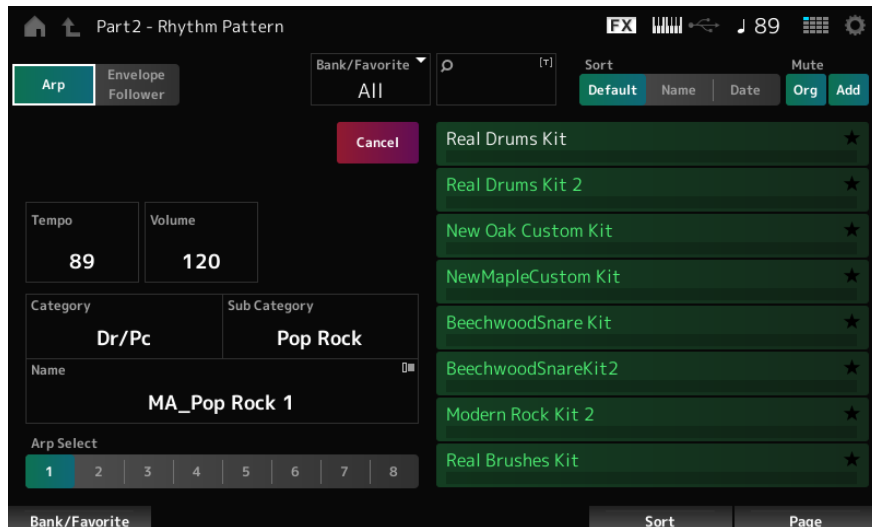 Part2 - Rhythm Pattern FX ♩ 89
Arp
Envelope
Follower
Bank/Favorite
All
[T]
Sort
Default Name Date
Mute
Org Add
Cancel
Tempo
89
Volume
120
Category
Dr/Pc
Sub Category
Pop Rock
Name
MA_Pop Rock 1
Arp Select
1 2 3 4 5 6 7 8
Real Drums Kit
Real Drums Kit 2
New Oak Custom Kit
NewMapleCustom Kit
BeechwoodSnare Kit
BeechwoodSnareKit2
Modern Rock Kit 2
Real Brushes Kit
Bank/Favorite Sort Page